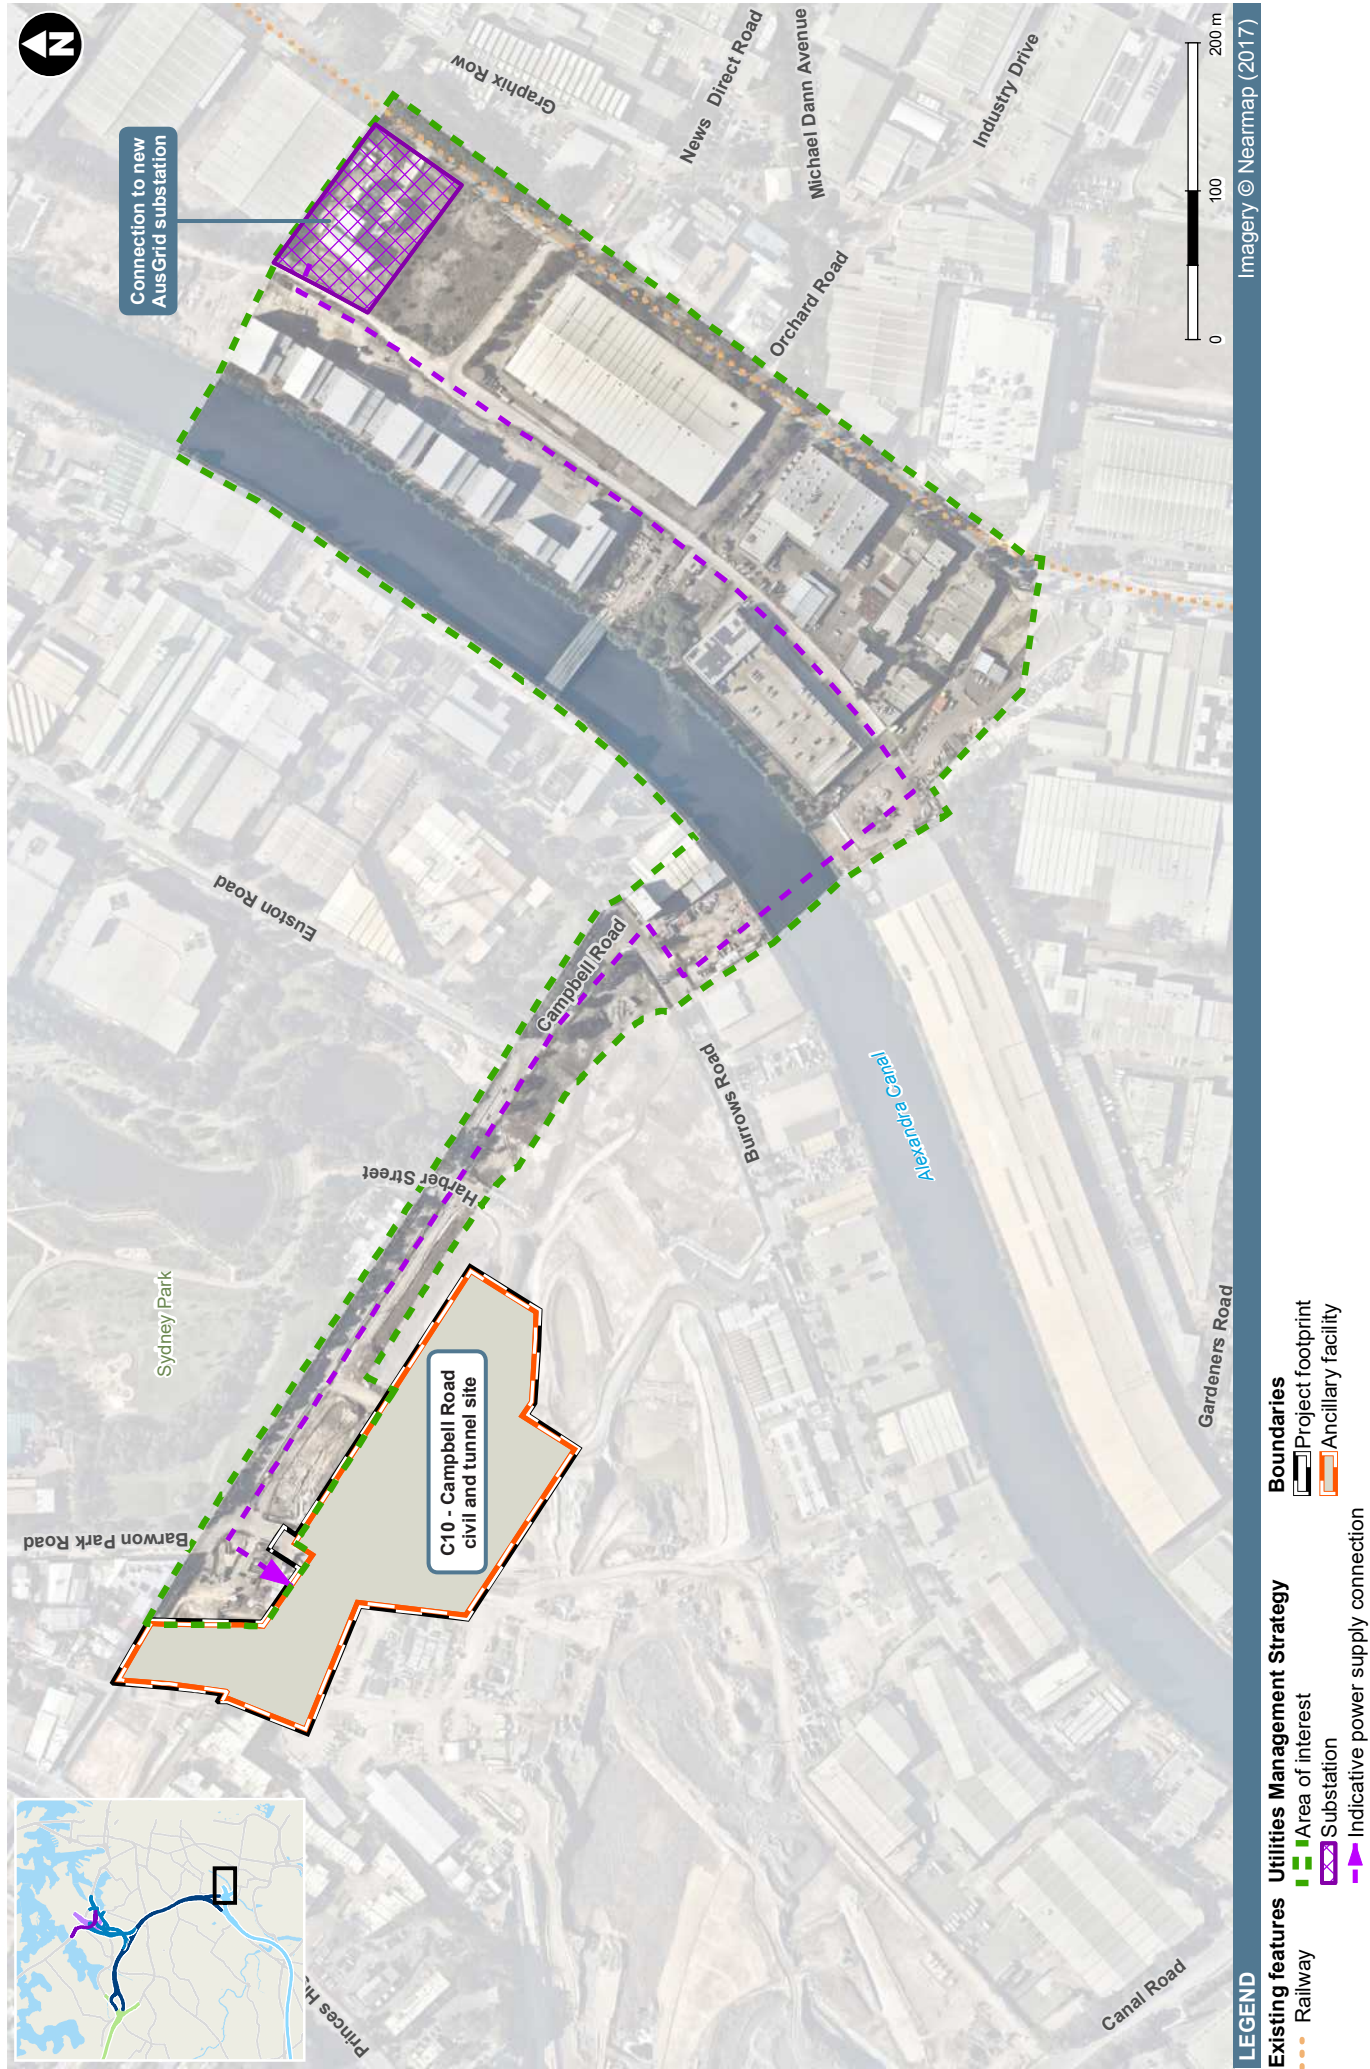 N
Connection to new
AusGrid substation
Graphix Row
News Direct Road
Michael Dann Avenue
Industry Drive
Orchard Road
Euston Road
Campbell Road
Harber Street
Burrows Road
Alexandra Canal
Sydney Park
Barwon Park Road
C10 - Campbell Road
civil and tunnel site
Gardeners Road
Canal Road
0 100 200 m
Imagery © Nearmap (2017)
LEGEND
Existing features
Railway
Utilities Management Strategy
Area of interest
Substation
Indicative power supply connection
Boundaries
Project footprint
Ancillary facility
Princes